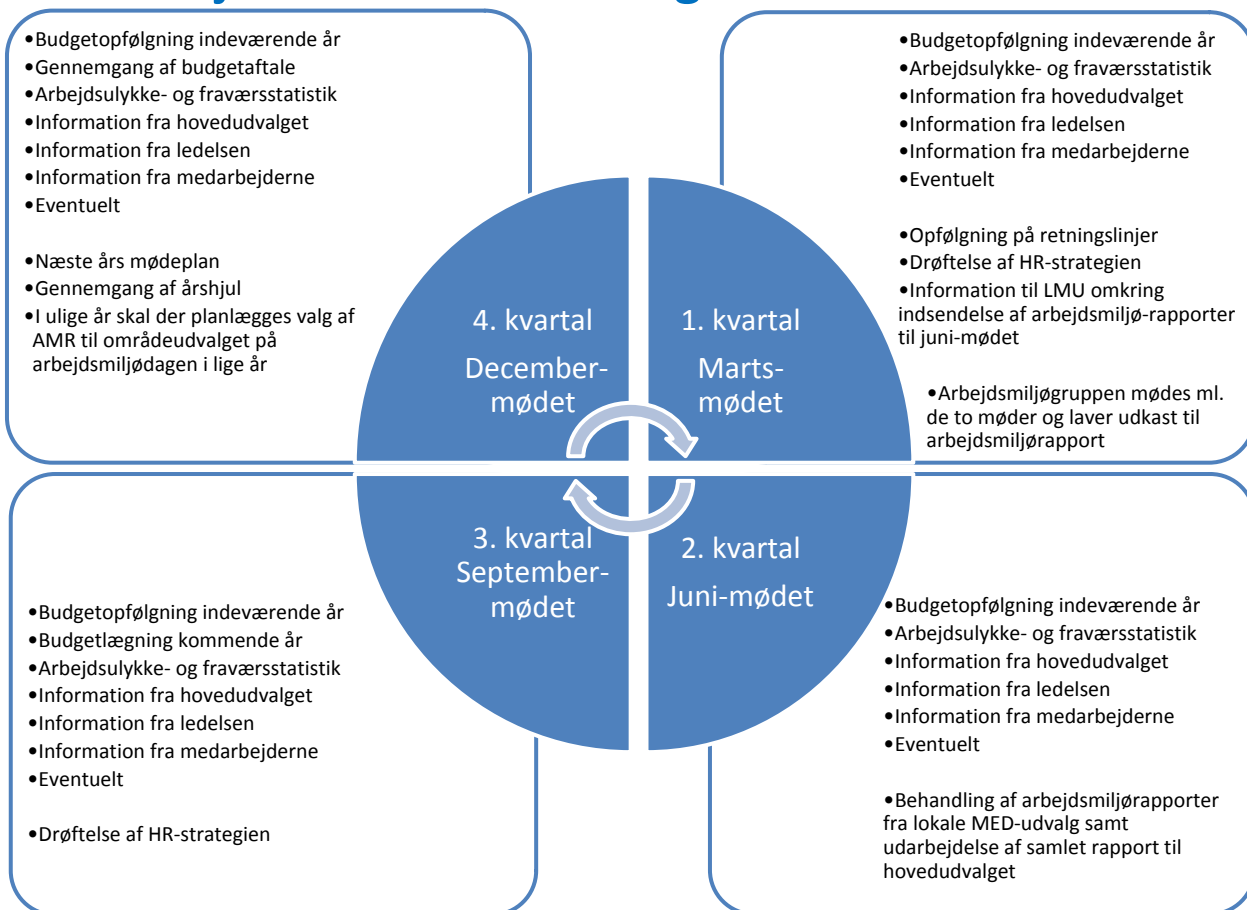 •Budgetopfølgning indeværende år
•Gennemgang af budgetaftale
•Arbejdsulykke- og fraværsstatistik
•Information fra hovedudvalget
•Information fra ledelsen
•Information fra medarbejderne
•Eventuelt
•Næste års mødeplan
•Gennemgang af årshjul
•I ulige år skal der planlægges valg af
AMR til områdeudvalget på
arbejdsmiljødagen i lige år
•Budgetopfølgning indeværende år
•Arbejdsulykke- og fraværsstatistik
•Information fra hovedudvalget
•Information fra ledelsen
•Information fra medarbejderne
•Eventuelt
•Opfølgning på retningslinjer
•Drøftelse af HR-strategien
•Information til LMU omkring
indsendelse af arbejdsmiljø-rapporter
til juni-mødet
•Arbejdsmiljøgruppen mødes ml.
de to møder og laver udkast til
arbejdsmiljørapport
4. kvartal
December-
mødet
1. kvartal
Marts-
mødet
3. kvartal
September-
mødet
2. kvartal
Juni-mødet
•Budgetopfølgning indeværende år
•Budgetlægning kommende år
•Arbejdsulykke- og fraværsstatistik
•Information fra hovedudvalget
•Information fra ledelsen
•Information fra medarbejderne
•Eventuelt
•Drøftelse af HR-strategien
•Budgetopfølgning indeværende år
•Arbejdsulykke- og fraværsstatistik
•Information fra hovedudvalget
•Information fra ledelsen
•Information fra medarbejderne
•Eventuelt
•Behandling af arbejdsmiljørapporter
fra lokale MED-udvalg samt
udarbejdelse af samlet rapport til
hovedudvalget